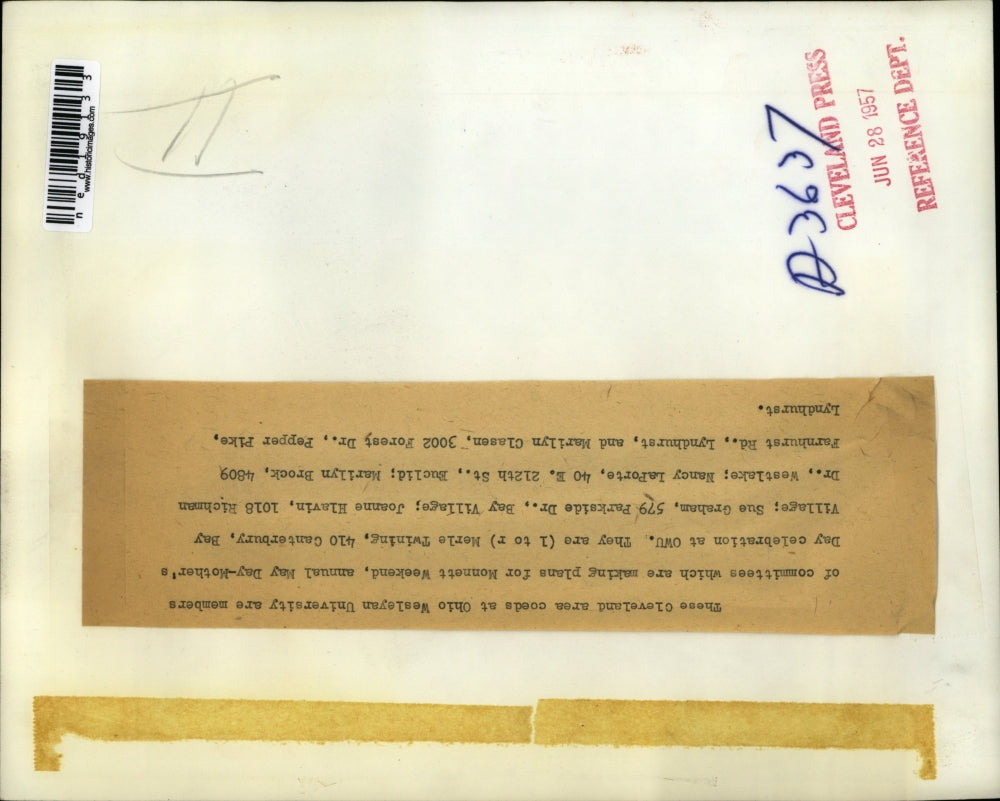 These Cleveland area coeds at Ohio Wesleyan University are members
of committees which are making plans for Monnett Weekend, annual May Day-Mother's
Day celebration at OWU. They are (l to r) Merle Twining, 410 Canterbury, Bay
Village; Sue Graham, 579 Parkside Dr., Bay Village; Joanne Hlavin, 1018 Richman
Dr., Westlake; Nancy LaPorte, 40 E. 212th St., Euclid; Marilyn Brock, 4809
Farnhurst Rd., Lyndhurst, and Marilyn Clasen, 3002 Forest Dr., Pepper Pike,
Lyndhurst.
A-3637
CLEVELAND PRESS
JUN 28 1957
REFERENCE DEPT.
II
ned11933
www.historicimages.com